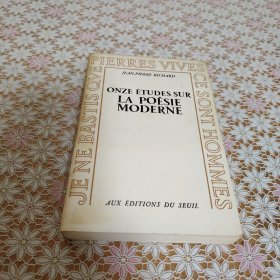 JE NE BASTIS QUE
PIERRES VIVES
CE SONT HOMMES
JEAN-PIERRE RICHARD
ONZE ÉTUDES SUR
LA POÉSIE
MODERNE
AUX ÉDITIONS DU SEUIL